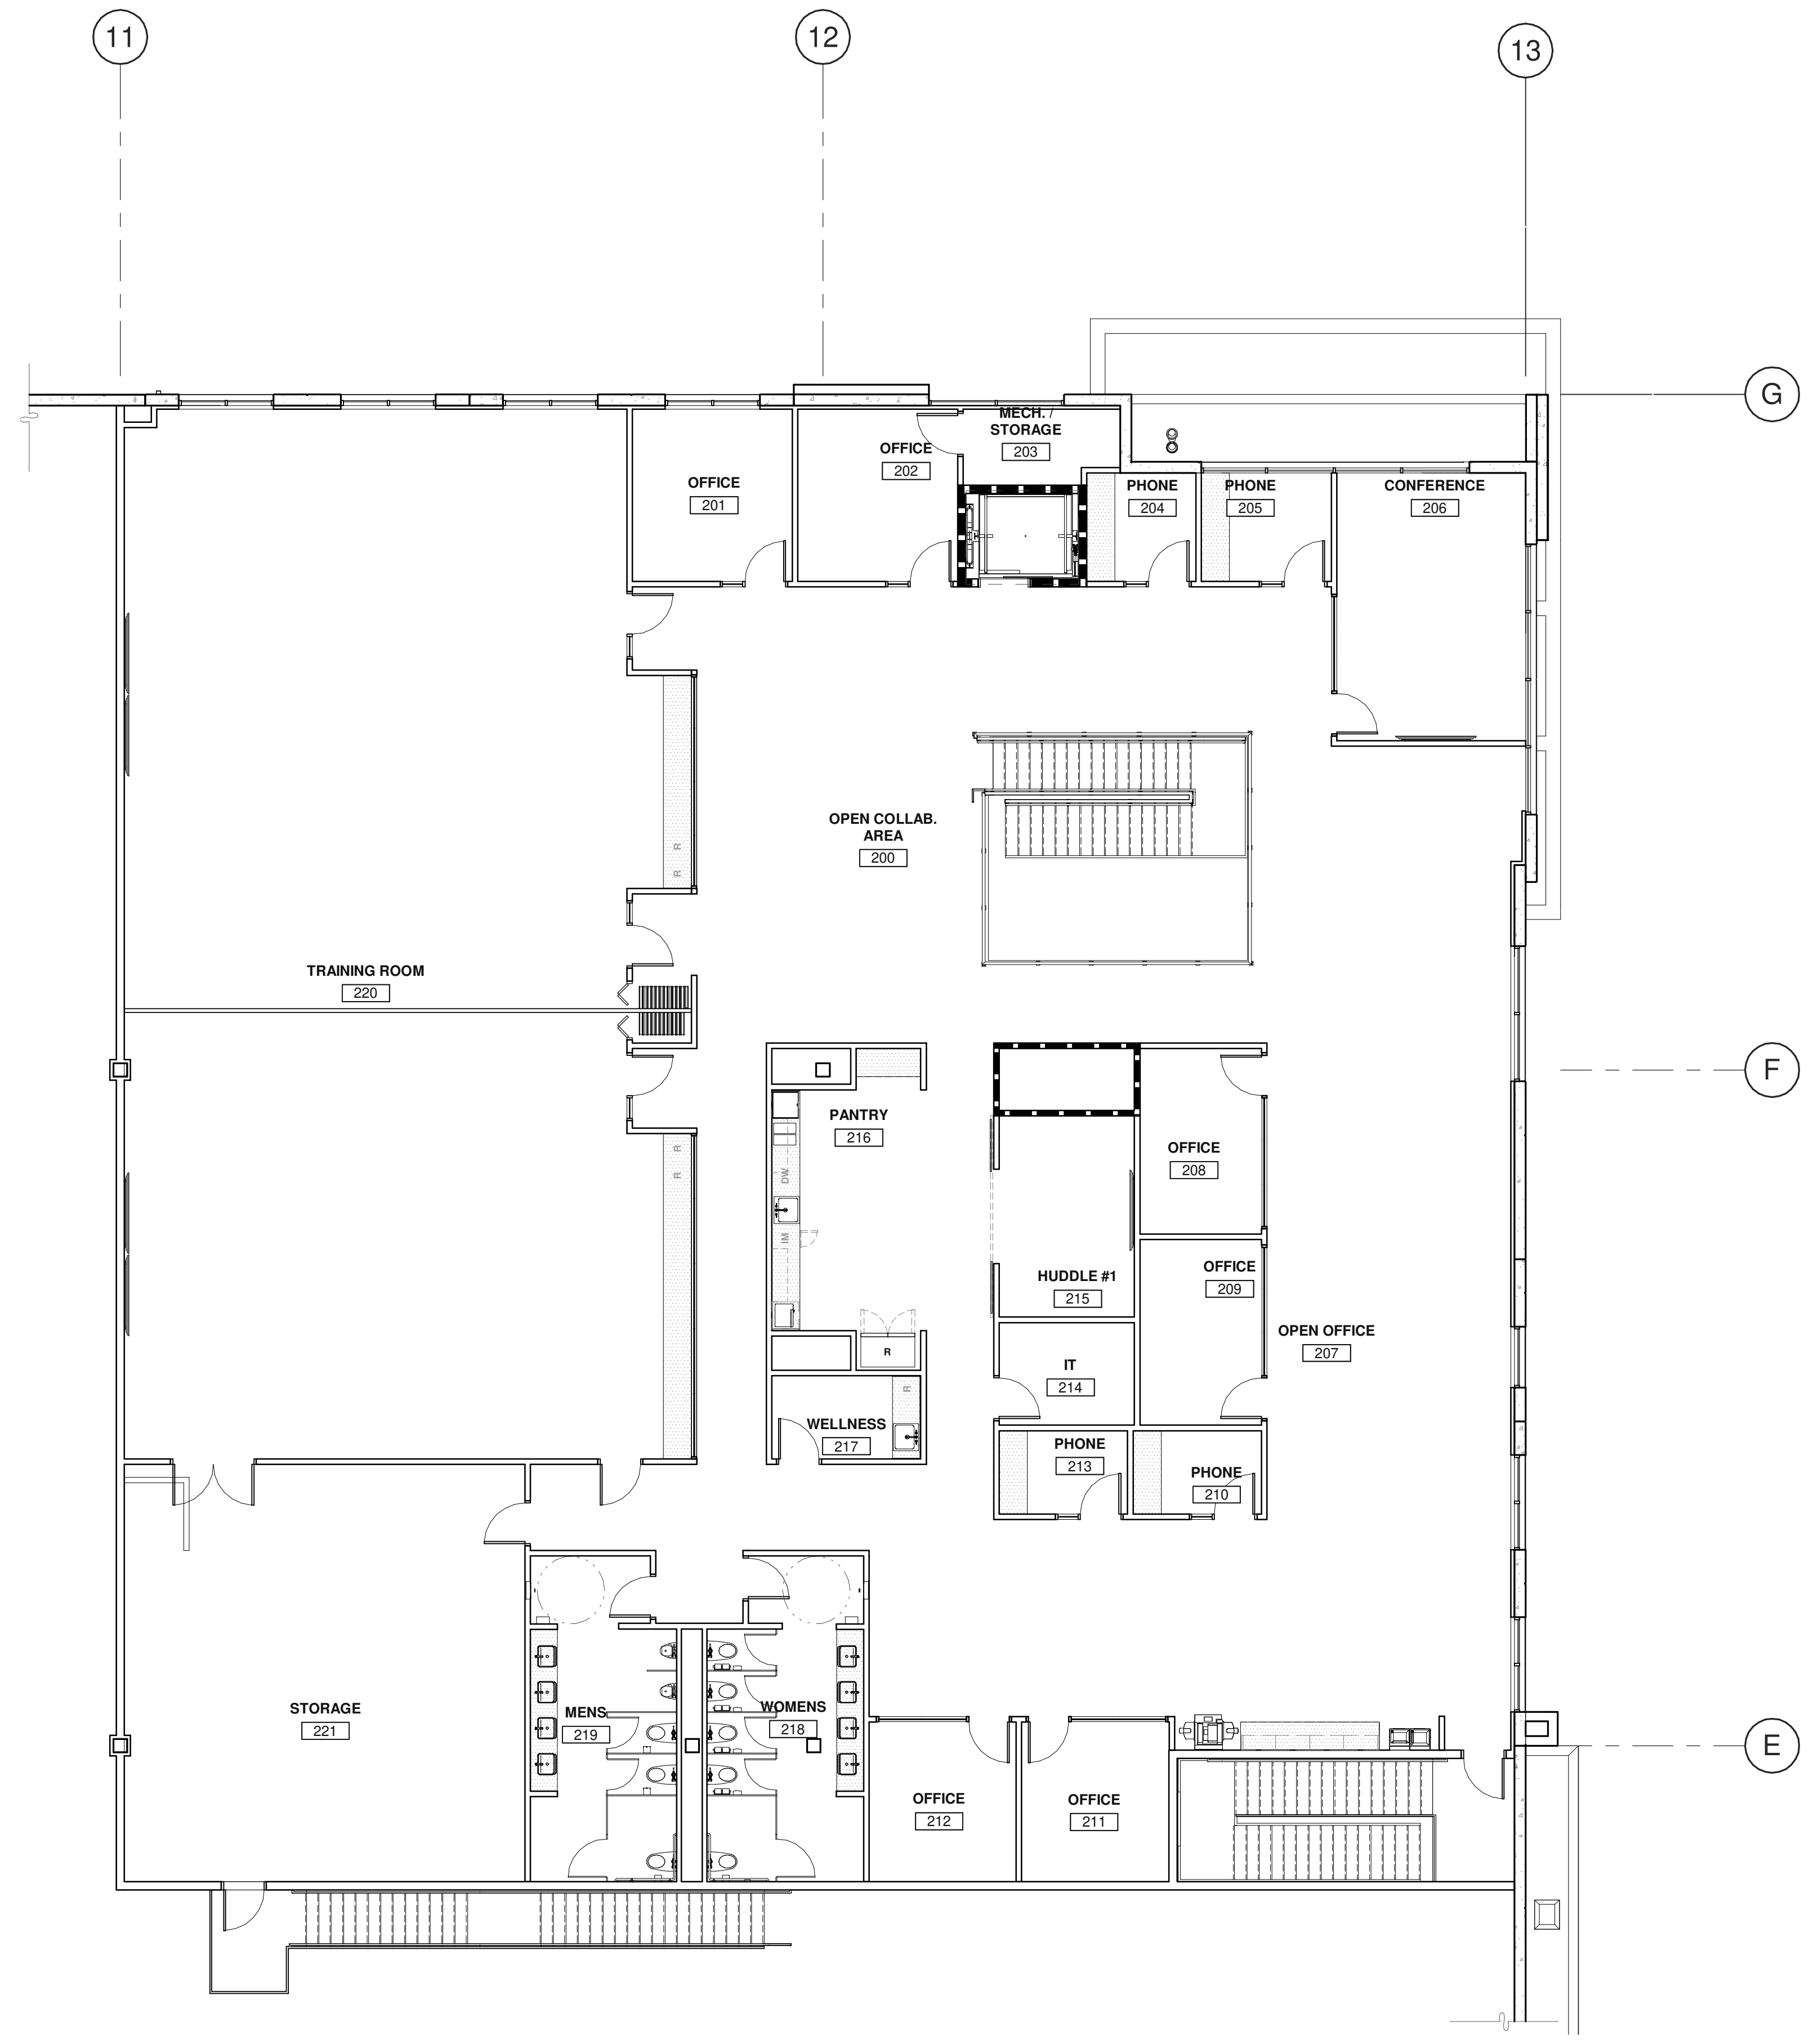 11
12
13
G
MECH. /
STORAGE
203
OFFICE
202
OFFICE
201
PHONE
204
PHONE
205
CONFERENCE
206
OPEN COLLAB.
AREA
200
R
R
TRAINING ROOM
220
F
PANTRY
216
R
R
DW
IM
OFFICE
208
HUDDLE #1
215
OFFICE
209
OPEN OFFICE
207
R
IT
214
R
WELLNESS
217
PHONE
213
PHONE
210
STORAGE
221
MENS
219
WOMENS
218
E
OFFICE
212
OFFICE
211